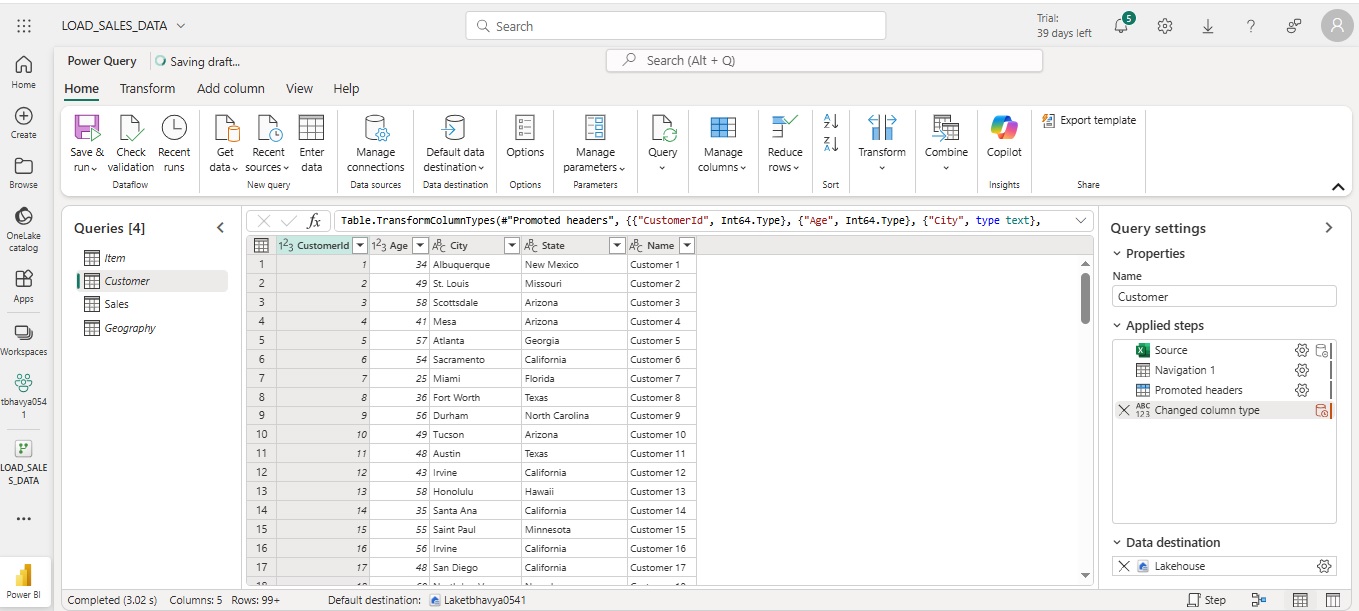 LOAD_SALES_DATA
Search
Trial:
39 days left
5
Home
Create
Browse
OneLake
catalog
Apps
Workspaces
tbhavya054
1
LOAD_SALE
S_DATA
Power BI
Power Query
Saving draft...
Search (Alt + Q)
Home Transform Add column View Help
Save &
run
Check
validation
Recent
runs
Dataflow
Get
data
Recent
sources
Enter
data
New query
Manage
connections
Data sources
Default data
destination
Data destination
Options
Options
Manage
parameters
Parameters
Query
Manage
columns
Reduce
rows
A
Z
Z
A
Sort
Transform
Combine
Copilot
Insights
Export template
Share
Queries [4]
Item
Customer
Sales
Geography
fx Table.TransformColumnTypes(#"Promoted headers", {{"CustomerId", Int64.Type}, {"Age", Int64.Type}, {"City", type text},
1 2 3 CustomerId 1 2 3 Age A B C City A B C State A B C Name
1 1 34 Albuquerque New Mexico Customer 1
2 2 49 St. Louis Missouri Customer 2
3 3 58 Scottsdale Arizona Customer 3
4 4 41 Mesa Arizona Customer 4
5 5 57 Atlanta Georgia Customer 5
6 6 54 Sacramento California Customer 6
7 7 25 Miami Florida Customer 7
8 8 36 Fort Worth Texas Customer 8
9 9 56 Durham North Carolina Customer 9
10 10 49 Tucson Arizona Customer 10
11 11 48 Austin Texas Customer 11
12 12 43 Irvine California Customer 12
13 13 58 Honolulu Hawaii Customer 13
14 14 35 Santa Ana California Customer 14
15 15 55 Saint Paul Minnesota Customer 15
16 16 56 Irvine California Customer 16
17 17 48 San Diego California Customer 17
Query settings
Properties
Name
Customer
Applied steps
Source
Navigation 1
Promoted headers
ABC
123 Changed column type
Data destination
Lakehouse
Completed (3.02 s) Columns: 5 Rows: 99+ Default destination: Laketbhavya0541 Step